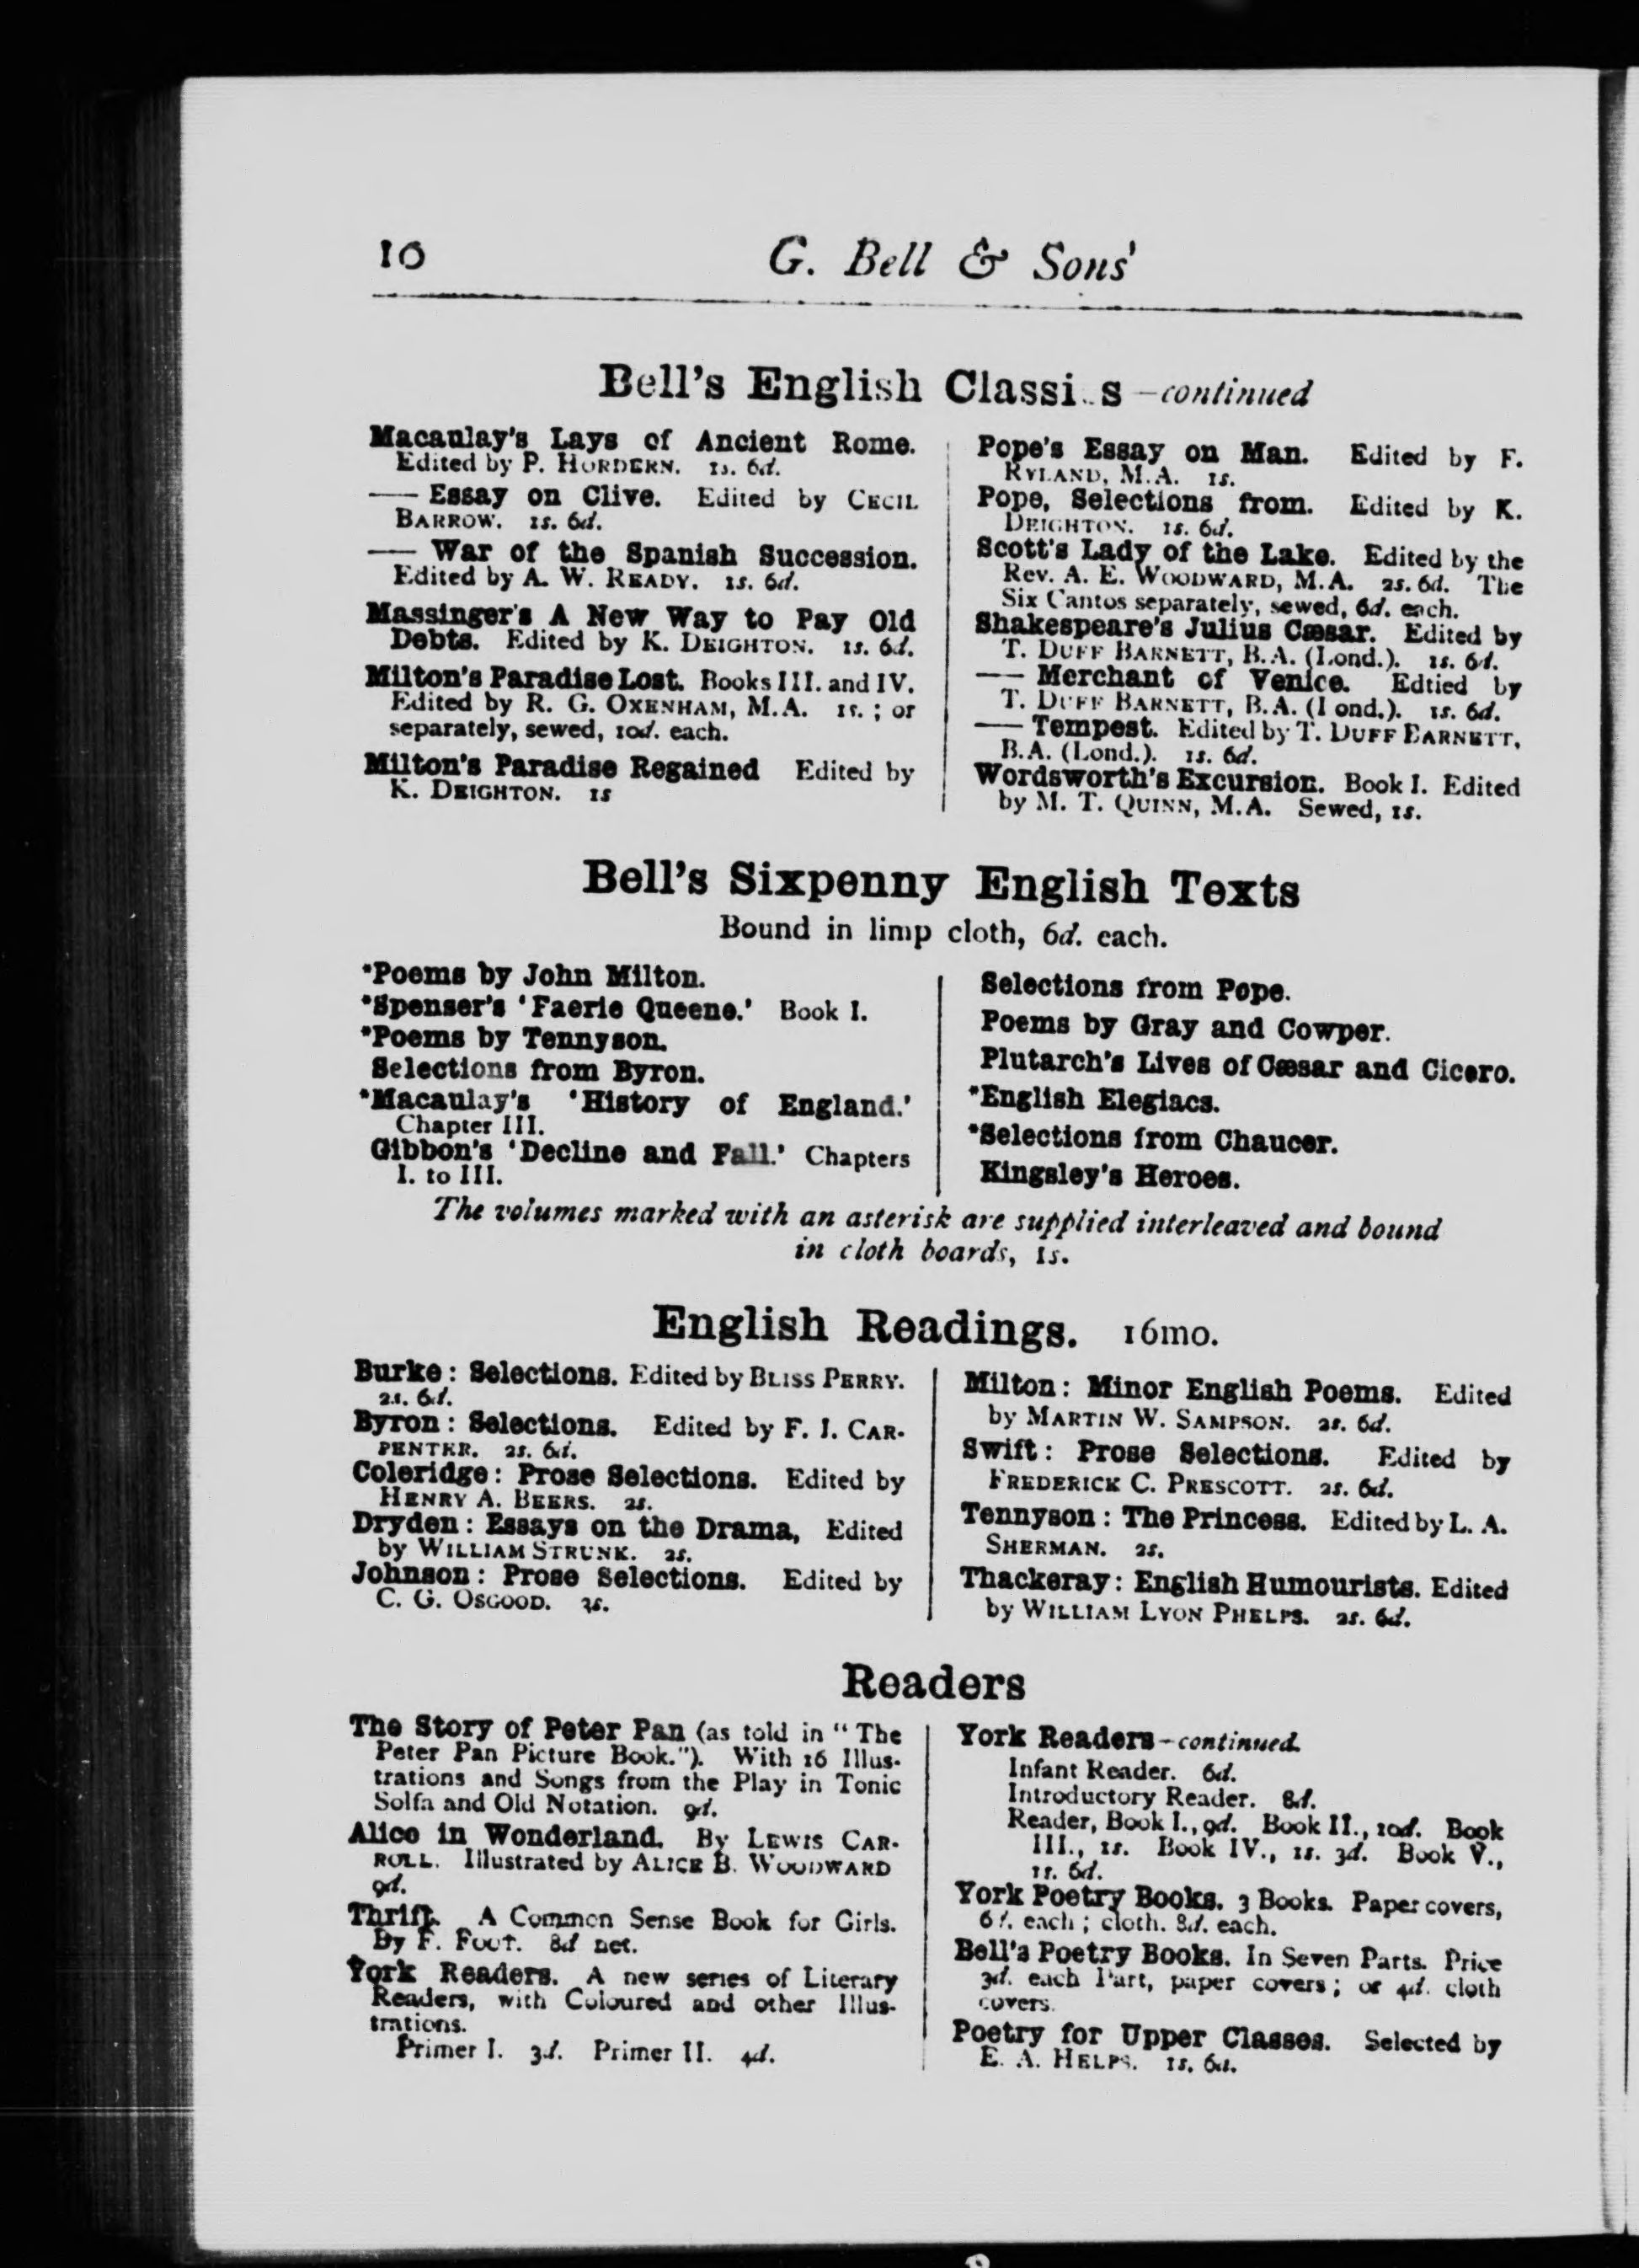 10
G. Bell & Sons'
Bell's English Classi s—continued
Macaulay's Lays of Ancient Rome.
Edited by P. HORDERN. 1s. 6d.
—— Essay on Clive. Edited by CECIL
BARROW. 1s. 6d.
—— War of the Spanish Succession.
Edited by A. W. READY. 1s. 6d.
Massinger's A New Way to Pay Old
Debts. Edited by K. DEIGHTON. 1s. 6d.
Milton's Paradise Lost. Books III. and IV.
Edited by R. G. OXENHAM, M.A. 1s.; or
separately, sewed, 10d. each.
Milton's Paradise Regained Edited by
K. DEIGHTON. 1s
Pope's Essay on Man. Edited by F.
RYLAND, M.A. 1s.
Pope, Selections from. Edited by K.
DEIGHTON. 1s. 6d.
Scott's Lady of the Lake. Edited by the
Rev. A. E. WOODWARD, M.A. 2s. 6d. The
Six Cantos separately, sewed, 6d. each.
Shakespeare's Julius Cæsar. Edited by
T. DUFF BARNETT, B.A. (Lond.). 1s. 6d.
—— Merchant of Venice. Edtied by
T. DUFF BARNETT, B.A. (Lond.). 1s. 6d.
—— Tempest. Edited by T. DUFF BARNETT,
B.A. (Lond.). 1s. 6d.
Wordsworth's Excursion. Book I. Edited
by M. T. QUINN, M.A. Sewed, 1s.
Bell's Sixpenny English Texts
Bound in limp cloth, 6d. each.
*Poems by John Milton.
*Spenser's 'Faerie Queene.' Book I.
*Poems by Tennyson.
Selections from Byron.
*Macaulay's 'History of England.'
Chapter III.
Gibbon's 'Decline and Fall.' Chapters
I. to III.
Selections from Pope.
Poems by Gray and Cowper.
Plutarch's Lives of Cæsar and Cicero.
*English Elegiacs.
*Selections from Chaucer.
Kingsley's Heroes.
The volumes marked with an asterisk are supplied interleaved and bound
in cloth boards, 1s.
English Readings. 16mo.
Burke: Selections. Edited by BLISS PERRY.
2s. 6d.
Byron: Selections. Edited by F. I. CAR-
PENTER. 2s. 6d.
Coleridge: Prose Selections. Edited by
HENRY A. BEERS. 2s.
Dryden: Essays on the Drama, Edited
by WILLIAM STRUNK. 2s.
Johnson: Prose Selections. Edited by
C. G. OSGOOD.
Milton: Minor English Poems. Edited
by MARTIN W. SAMPSON. 2s. 6d.
Swift: Prose Selections. Edited by
FREDERICK C. PRESCOTT. 2s. 6d.
Tennyson: The Princess. Edited by L. A.
SHERMAN. 2s.
Thackeray: English Humourists. Edited
by WILLIAM LYON PHELPS. 2s. 6d.
Readers
The Story of Peter Pan (as told in "The
Peter Pan Picture Book."). With 16 Illus-
trations and Songs from the Play in Tonic
Solfa and Old Notation. 9d.
Alice in Wonderland. By LEWIS CAR-
ROLL. Illustrated by ALICE B. WOODWARD
9d.
Thrift. A Common Sense Book for Girls.
By F. FOOT. 8d net.
York Readers. A new series of Literary
Readers, with Coloured and other Illus-
trations.
Primer I. 3d. Primer II. 4d.
York Readers—continued.
Infant Reader. 6d.
Introductory Reader. 8d.
Reader, Book I., 9d. Book II., 10d. Book
III., 1s. Book IV., 1s. 3d. Book V.,
1s. 6d.
York Poetry Books. 3 Books. Paper covers,
6d. each; cloth. 8d. each.
Bell's Poetry Books. In Seven Parts. Price
3d. each Part, paper covers; or 4d. cloth
covers.
Poetry for Upper Classes. Selected by
E. A. HELPS. 1s. 6d.